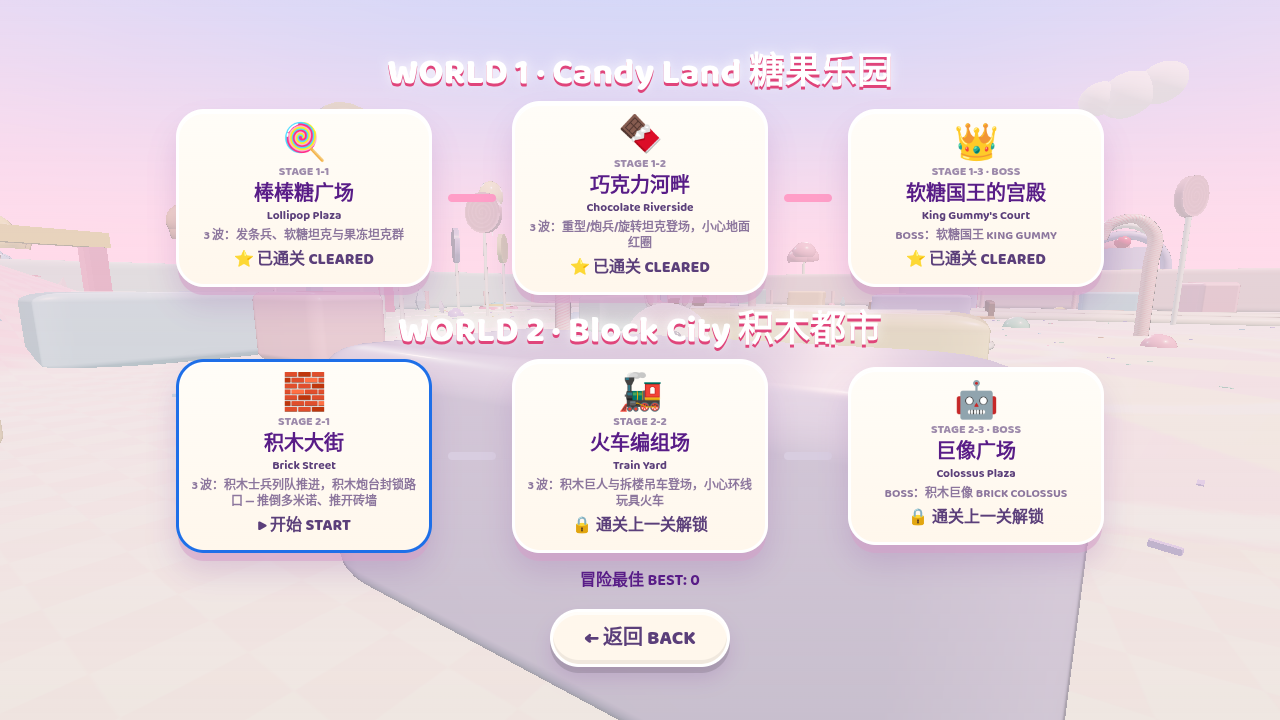 WORLD 1 · Candy Land 糖果乐园
STAGE 1-1
棒棒糖广场
Lollipop Plaza
3 波：发条兵、软糖坦克与果冻坦克群
⭐ 已通关 CLEARED
STAGE 1-2
巧克力河畔
Chocolate Riverside
3 波：重型/炮兵/旋转坦克登场，小心地面
红圈
⭐ 已通关 CLEARED
STAGE 1-3 · BOSS
软糖国王的宫殿
King Gummy's Court
BOSS：软糖国王 KING GUMMY
⭐ 已通关 CLEARED
WORLD 2 · Block City 积木都市
STAGE 2-1
积木大街
Brick Street
3 波：积木士兵列队推进，积木炮台封锁路
口 — 推倒多米诺、推开砖墙
▶ 开始 START
STAGE 2-2
火车编组场
Train Yard
3 波：积木巨人与拆楼吊车登场，小心环线
玩具火车
🔒 通关上一关解锁
STAGE 2-3 · BOSS
巨像广场
Colossus Plaza
BOSS：积木巨像 BRICK COLOSSUS
🔒 通关上一关解锁
冒险最佳 BEST: 0
← 返回 BACK